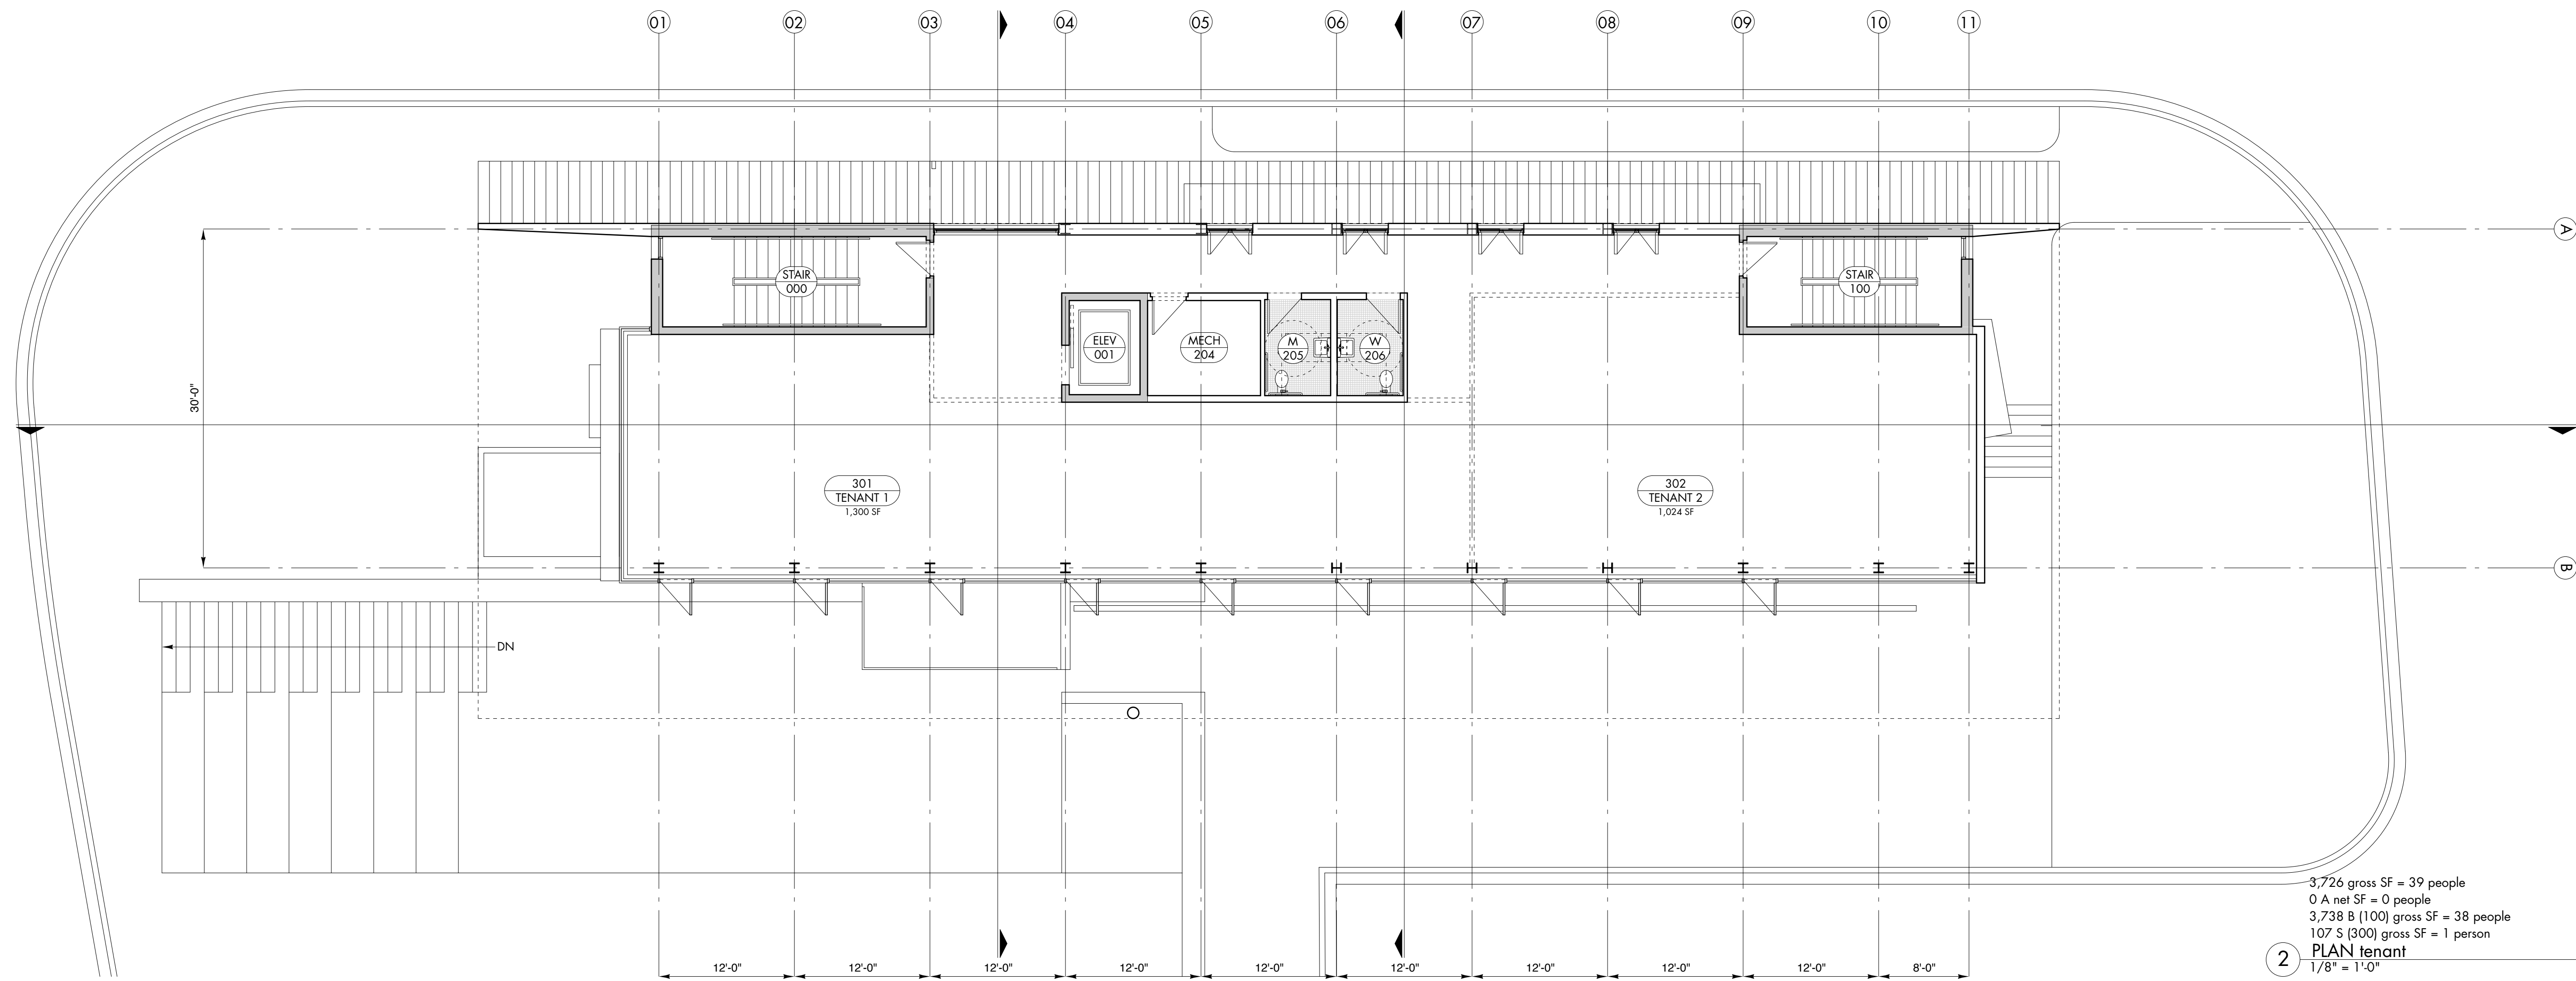 01 02 03 04 05 06 07 08 09 10 11
A
STAIR
000
STAIR
100
ELEV
001
MECH
204
M
205
W
206
30'-0"
301
TENANT 1
1,300 SF
302
TENANT 2
1,024 SF
B
DN
3,726 gross SF = 39 people
0 A net SF = 0 people
3,738 B (100) gross SF = 38 people
107 S (300) gross SF = 1 person
2 PLAN tenant
1/8" = 1'-0"
12'-0" 12'-0" 12'-0" 12'-0" 12'-0" 12'-0" 12'-0" 12'-0" 12'-0" 8'-0"